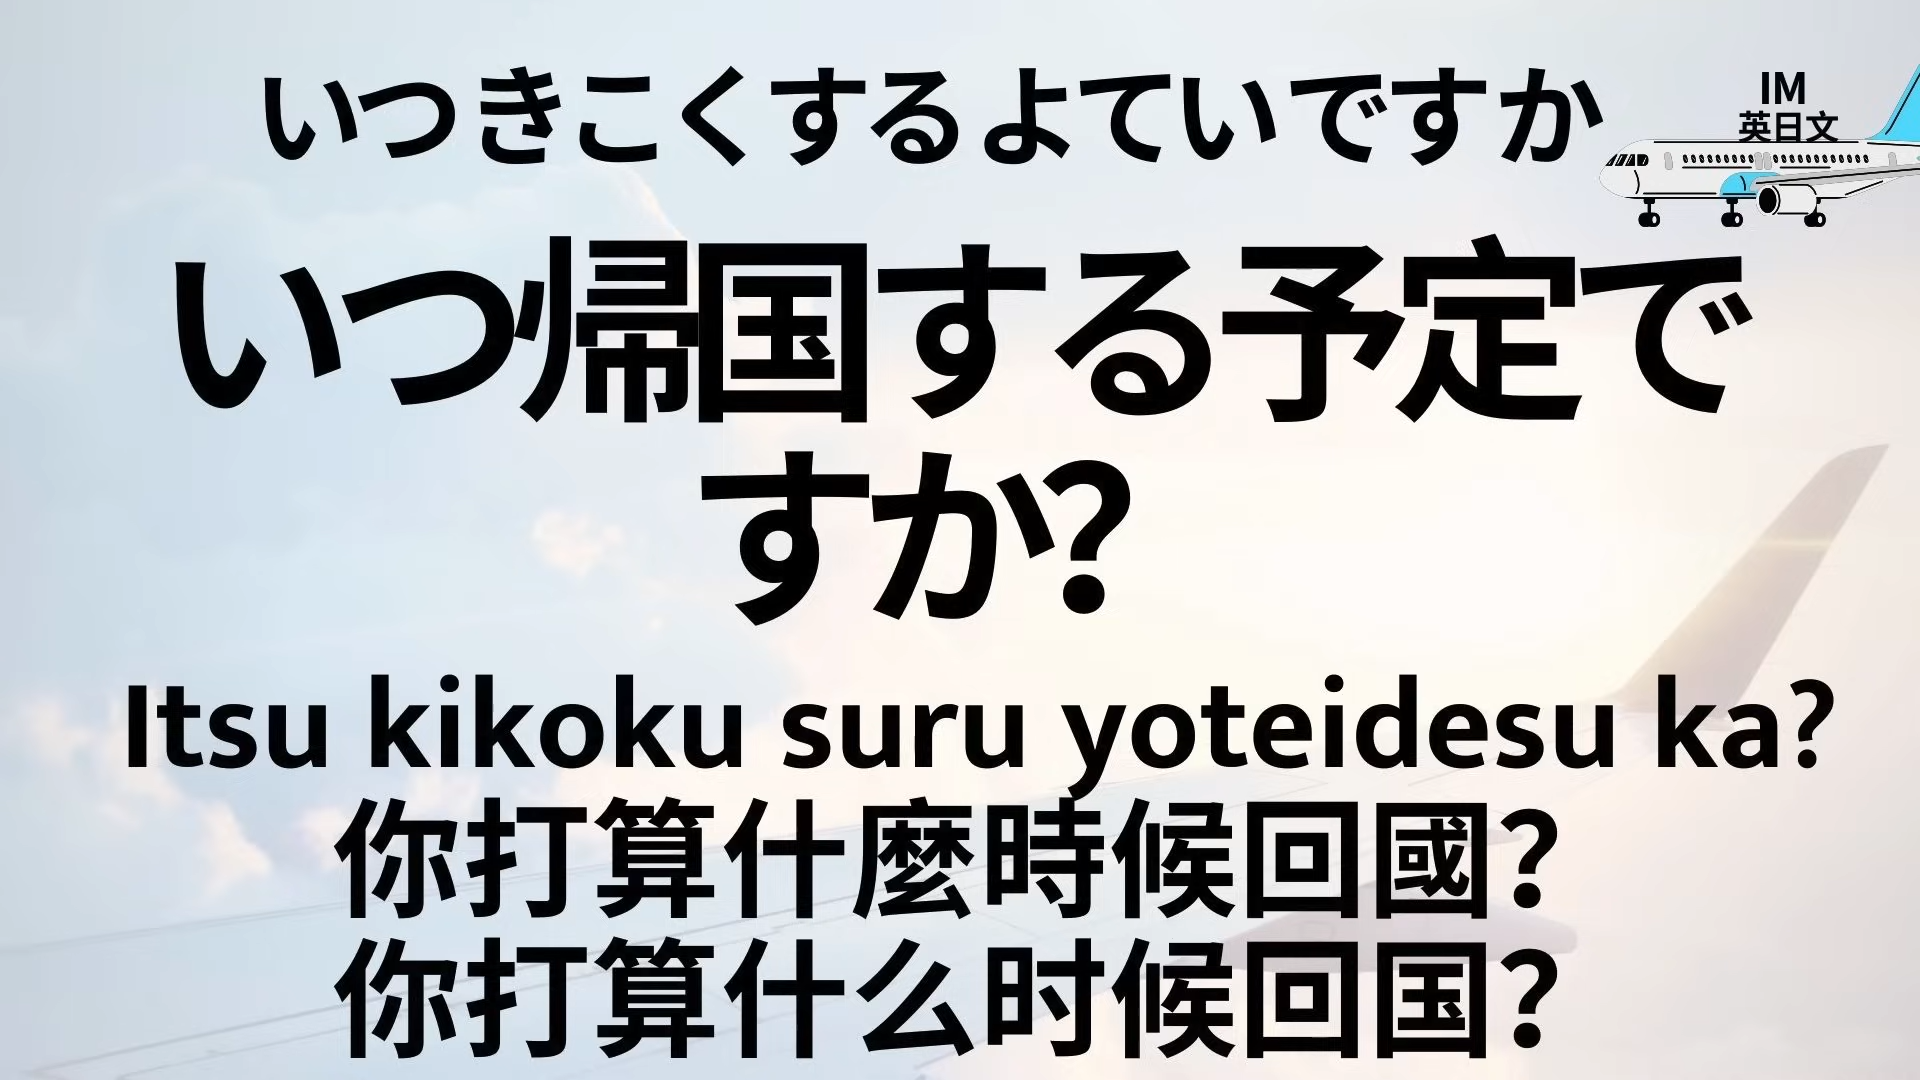 いつ きこくする よてい ですか
IM
英日文
いつ帰国する予定で
すか?
Itsu kikoku suru yoteidesu ka?
你打算什麼時候回國?
你打算什么时候回国?